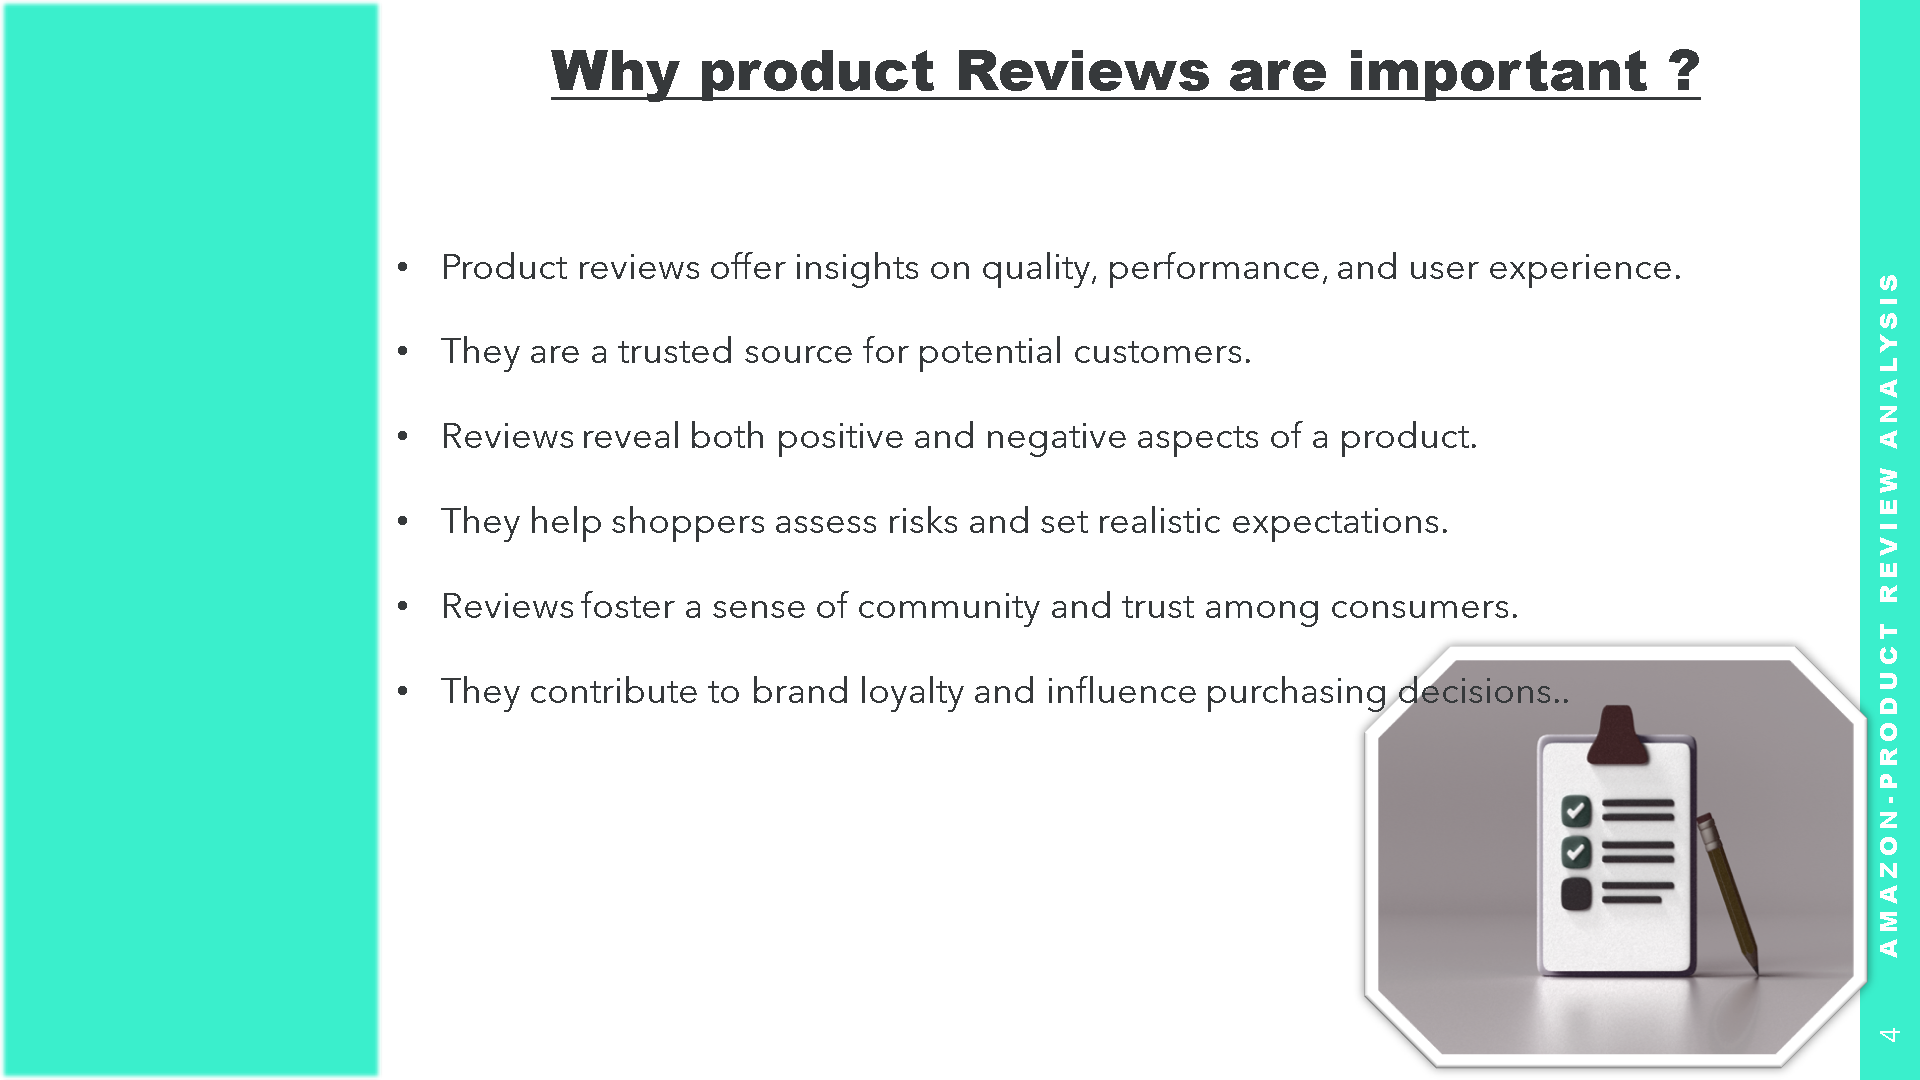 Why product Reviews are important ?
• Product reviews offer insights on quality, performance, and user experience.
• They are a trusted source for potential customers.
• Reviews reveal both positive and negative aspects of a product.
• They help shoppers assess risks and set realistic expectations.
• Reviews foster a sense of community and trust among consumers.
• They contribute to brand loyalty and influence purchasing decisions..
AMAZON-PRODUCT REVIEW ANALYSIS
4